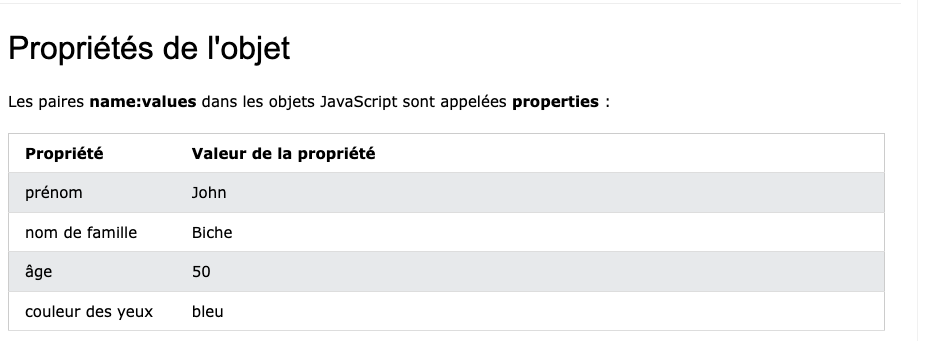 Propriétés de l'objet
Les paires name:values dans les objets JavaScript sont appelées properties :
Propriété Valeur de la propriété
prénom John
nom de famille Biche
âge 50
couleur des yeux bleu